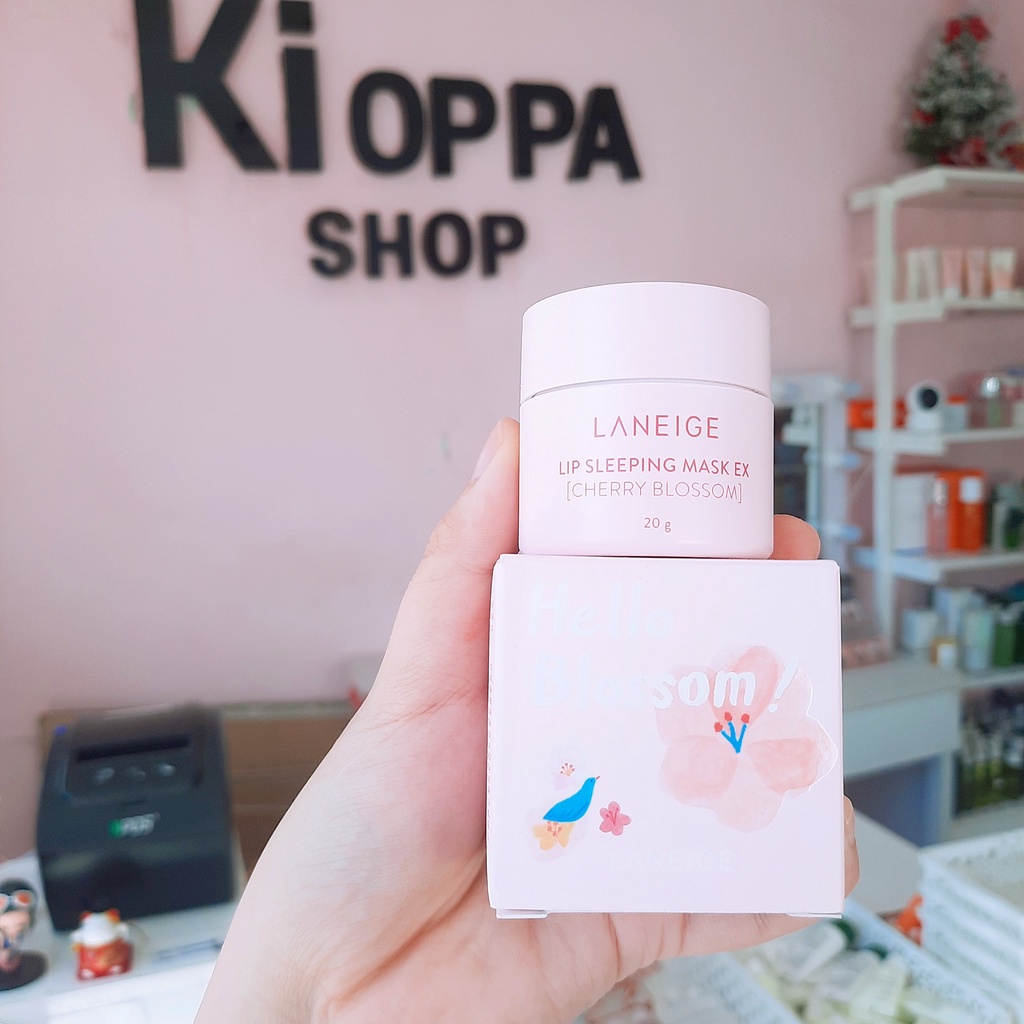 Ki OPPA
SHOP
LANEIGE
LIP SLEEPING MASK EX
[CHERRY BLOSSOM]
20 g
Hello
Blossom!
LANEIGE